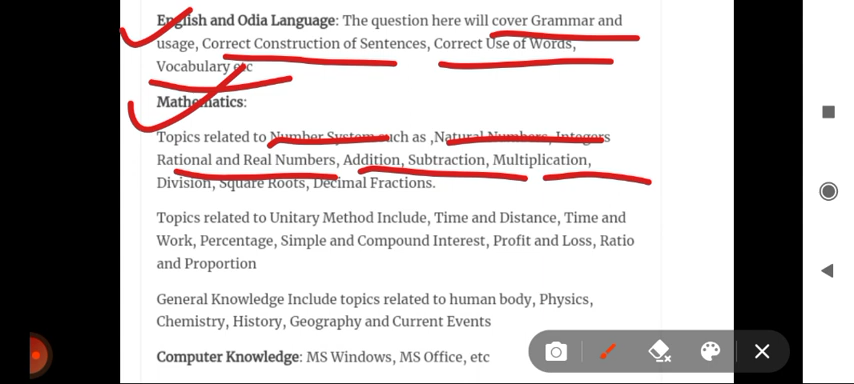 English and Odia Language: The question here will cover Grammar and
usage, Correct Construction of Sentences, Correct Use of Words,
Vocabulary etc
Mathematics:
Topics related to Number System such as ,Natural Numbers, Integers
Rational and Real Numbers, Addition, Subtraction, Multiplication,
Division, Square Roots, Decimal Fractions.
Topics related to Unitary Method Include, Time and Distance, Time and
Work, Percentage, Simple and Compound Interest, Profit and Loss, Ratio
and Proportion
General Knowledge Include topics related to human body, Physics,
Chemistry, History, Geography and Current Events
Computer Knowledge: MS Windows, MS Office, etc